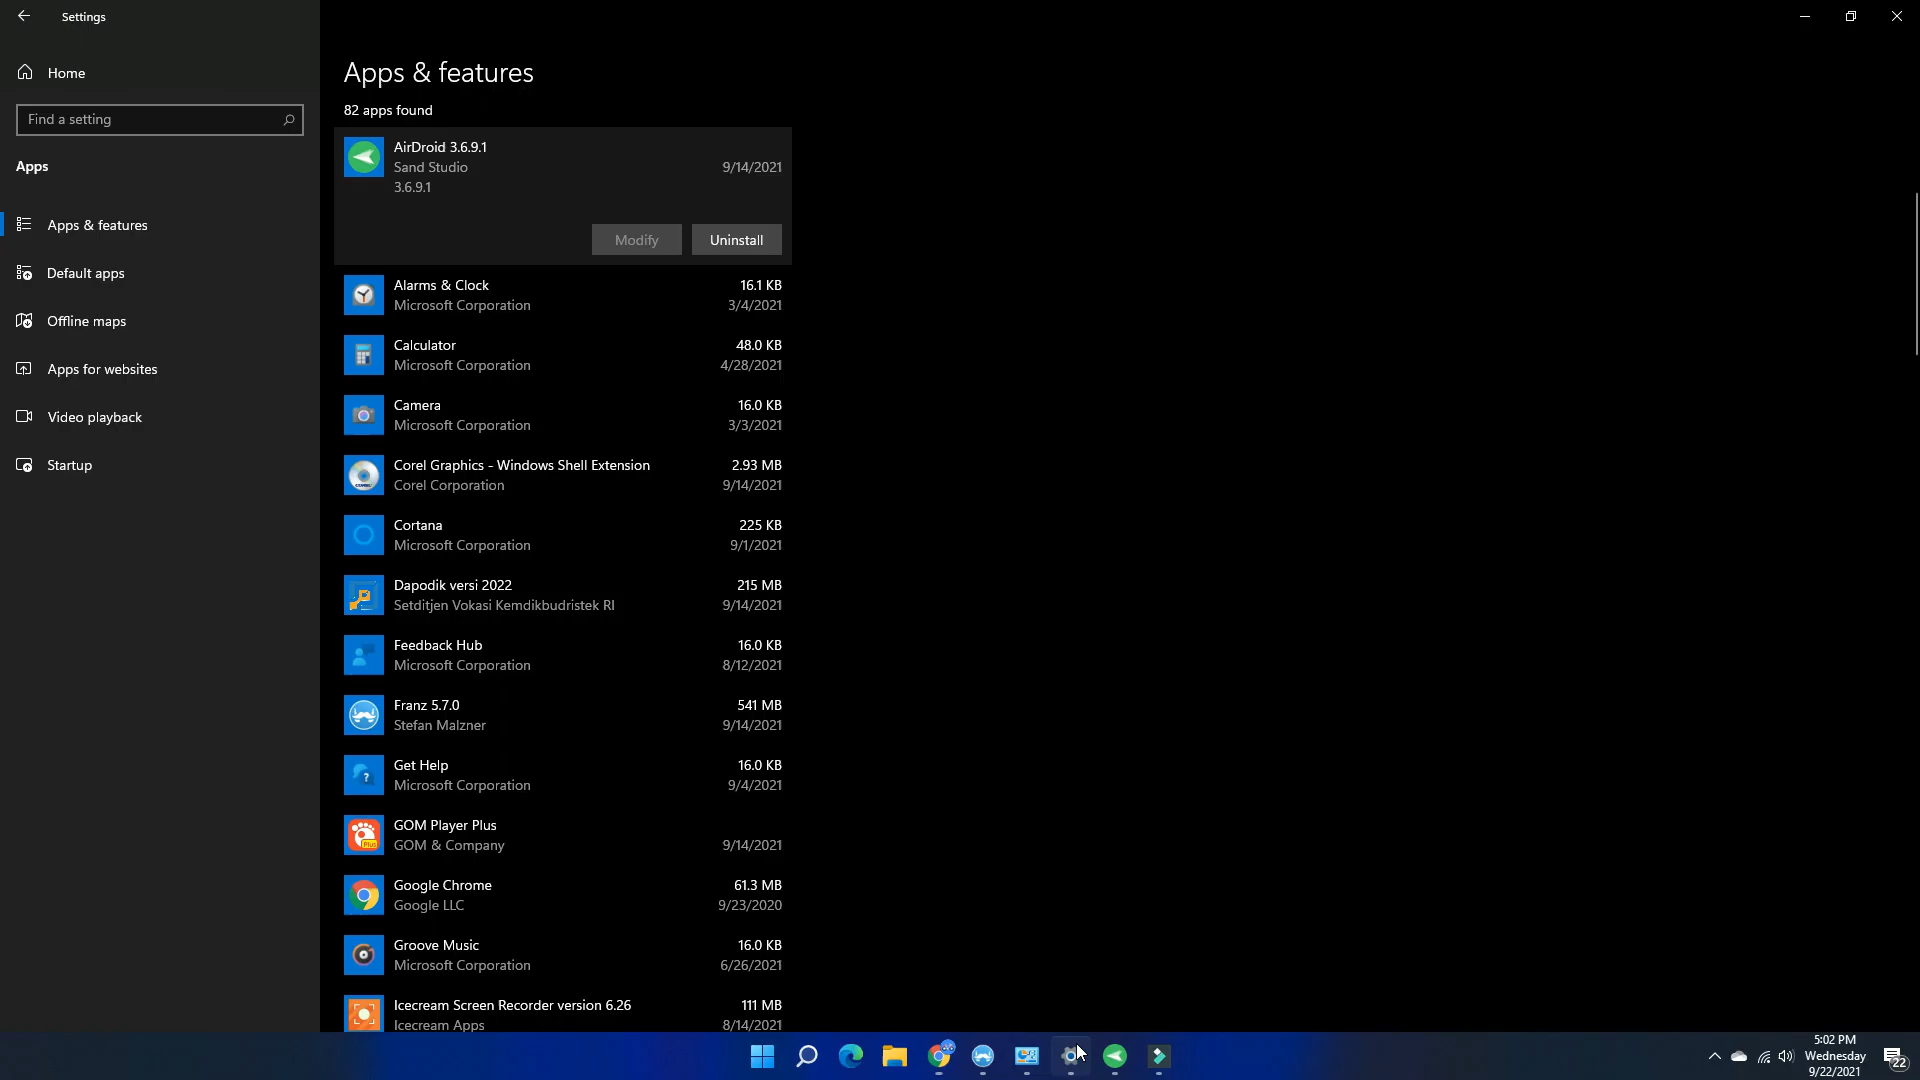 Settings
Home
Find a setting
Apps
Apps & features
Default apps
Offline maps
Apps for websites
Video playback
Startup
Apps & features
82 apps found
AirDroid 3.6.9.1
Sand Studio 9/14/2021
3.6.9.1
Modify Uninstall
Alarms & Clock 16.1 KB
Microsoft Corporation 3/4/2021
Calculator 48.0 KB
Microsoft Corporation 4/28/2021
Camera 16.0 KB
Microsoft Corporation 3/3/2021
Corel Graphics - Windows Shell Extension 2.93 MB
Corel Corporation 9/14/2021
Cortana 225 KB
Microsoft Corporation 9/1/2021
Dapodik versi 2022 215 MB
Setditjen Vokasi Kemdikbudristek RI 9/14/2021
Feedback Hub 16.0 KB
Microsoft Corporation 8/12/2021
Franz 5.7.0 541 MB
Stefan Malzner 9/14/2021
Get Help 16.0 KB
Microsoft Corporation 9/4/2021
GOM Player Plus
GOM & Company 9/14/2021
Plus
Google Chrome 61.3 MB
Google LLC 9/23/2020
Groove Music 16.0 KB
Microsoft Corporation 6/26/2021
Icecream Screen Recorder version 6.26 111 MB
Icecream Apps 8/14/2021
5:02 PM
Wednesday
9/22/2021
22